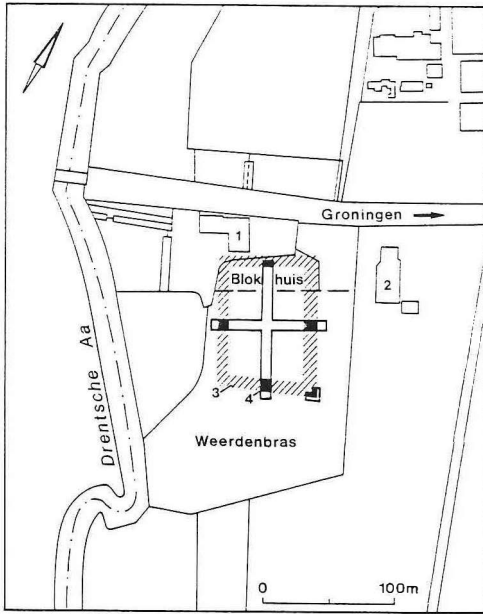 Groningen
1
Blokhuis
2
Drentsche Aa
3
4
Weerdenbras
0
100m